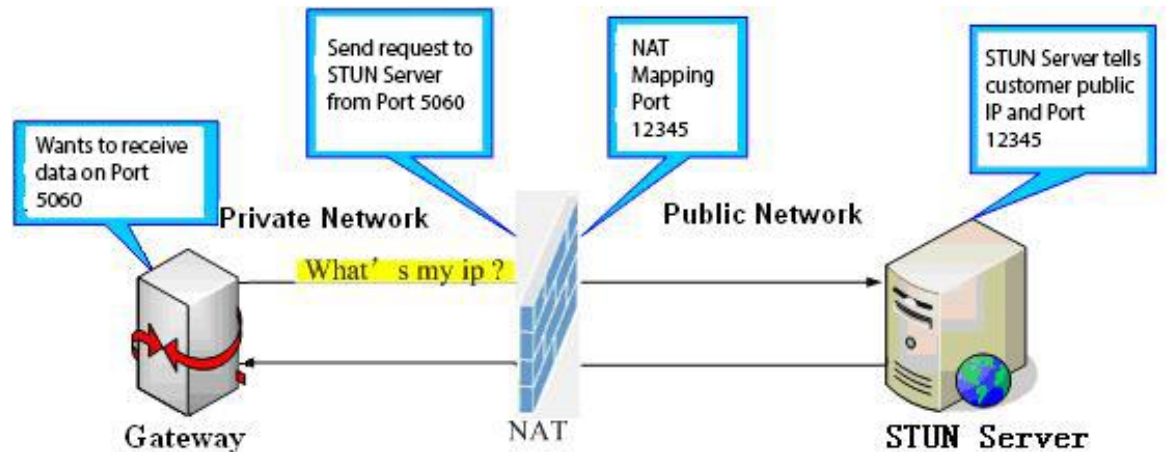 Send request to
STUN Server
from Port 5060
NAT
Mapping
Port
12345
STUN Server tells
customer public
IP and Port
12345
Wants to receive
data on Port
5060
Private Network
Public Network
What’ s my ip ?
Gateway
NAT
STUN Server